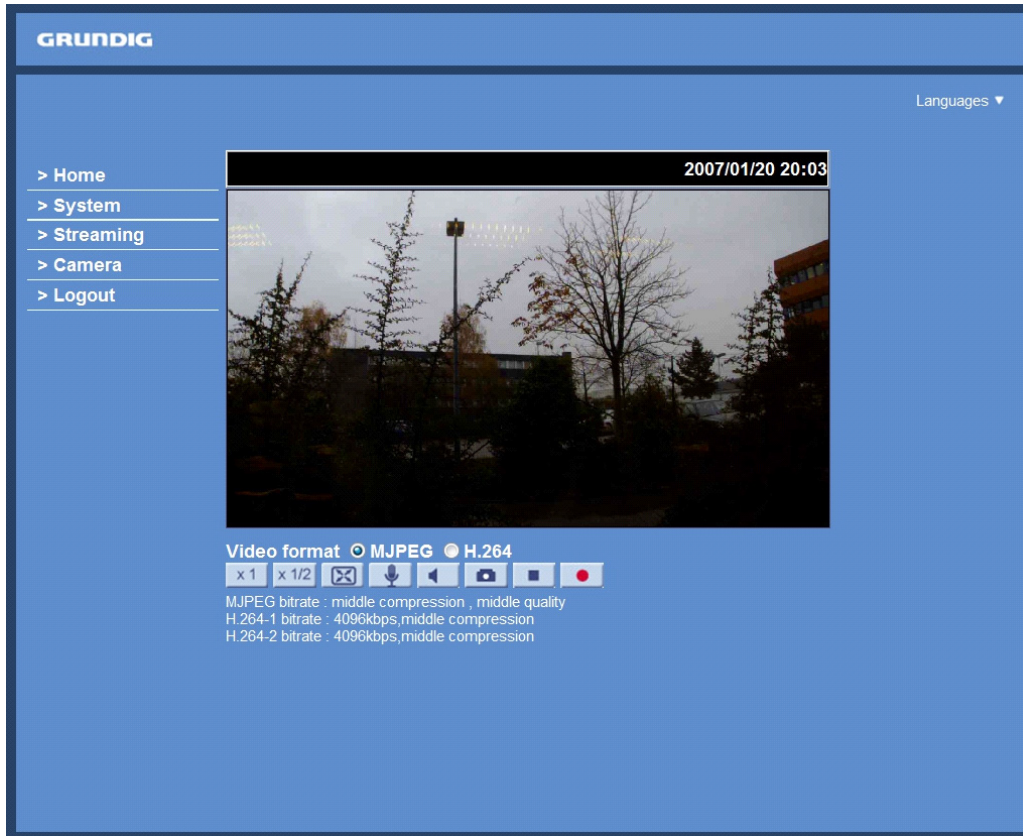 GRUNDIG
Languages ▼
> Home
> System
> Streaming
> Camera
> Logout
2007/01/20 20:03
Video format MJPEG H.264
x 1 x 1/2
MJPEG bitrate : middle compression , middle quality
H.264-1 bitrate : 4096kbps,middle compression
H.264-2 bitrate : 4096kbps,middle compression